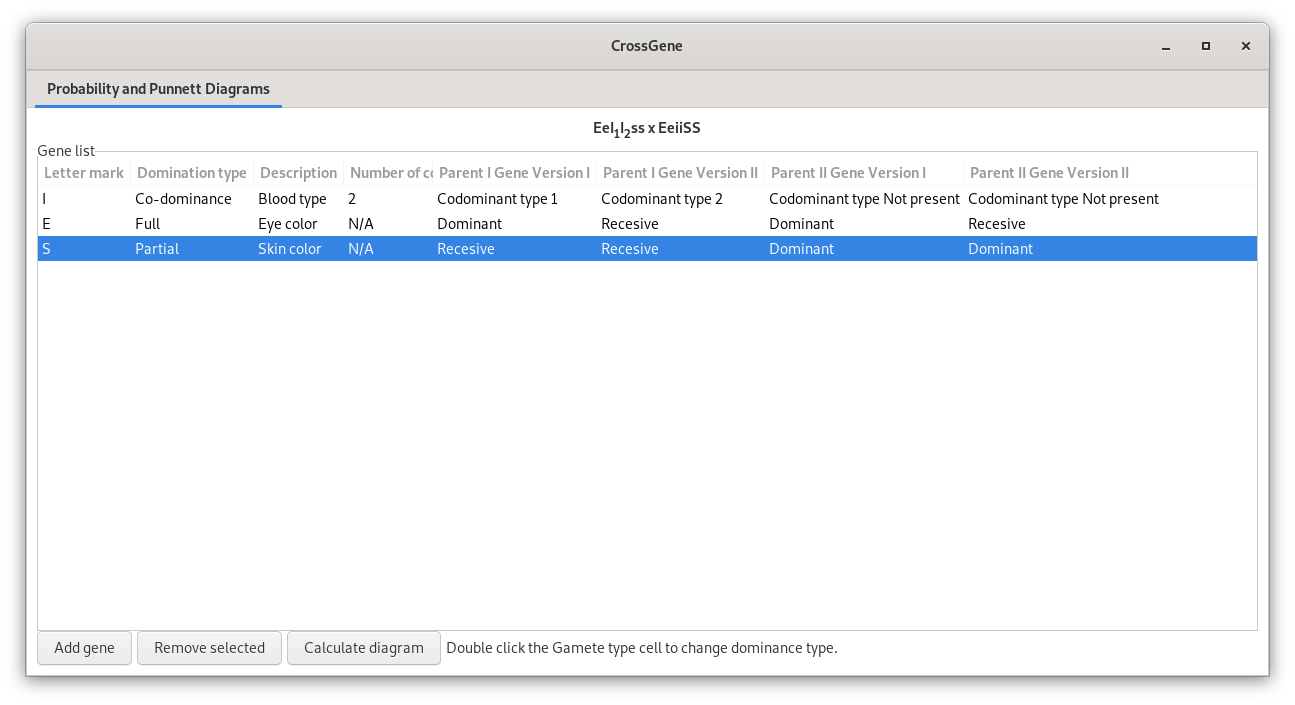 CrossGene
Probability and Punnett Diagrams
EeI₁I₂ss x EeiiSS
Gene list
Letter mark Domination type Description Number of co Parent I Gene Version I Parent I Gene Version II Parent II Gene Version I Parent II Gene Version II
I Co-dominance Blood type 2 Codominant type 1 Codominant type 2 Codominant type Not present Codominant type Not present
E Full Eye color N/A Dominant Recesive Dominant Recesive
S Partial Skin color N/A Recesive Recesive Dominant Dominant
Add gene Remove selected Calculate diagram Double click the Gamete type cell to change dominance type.